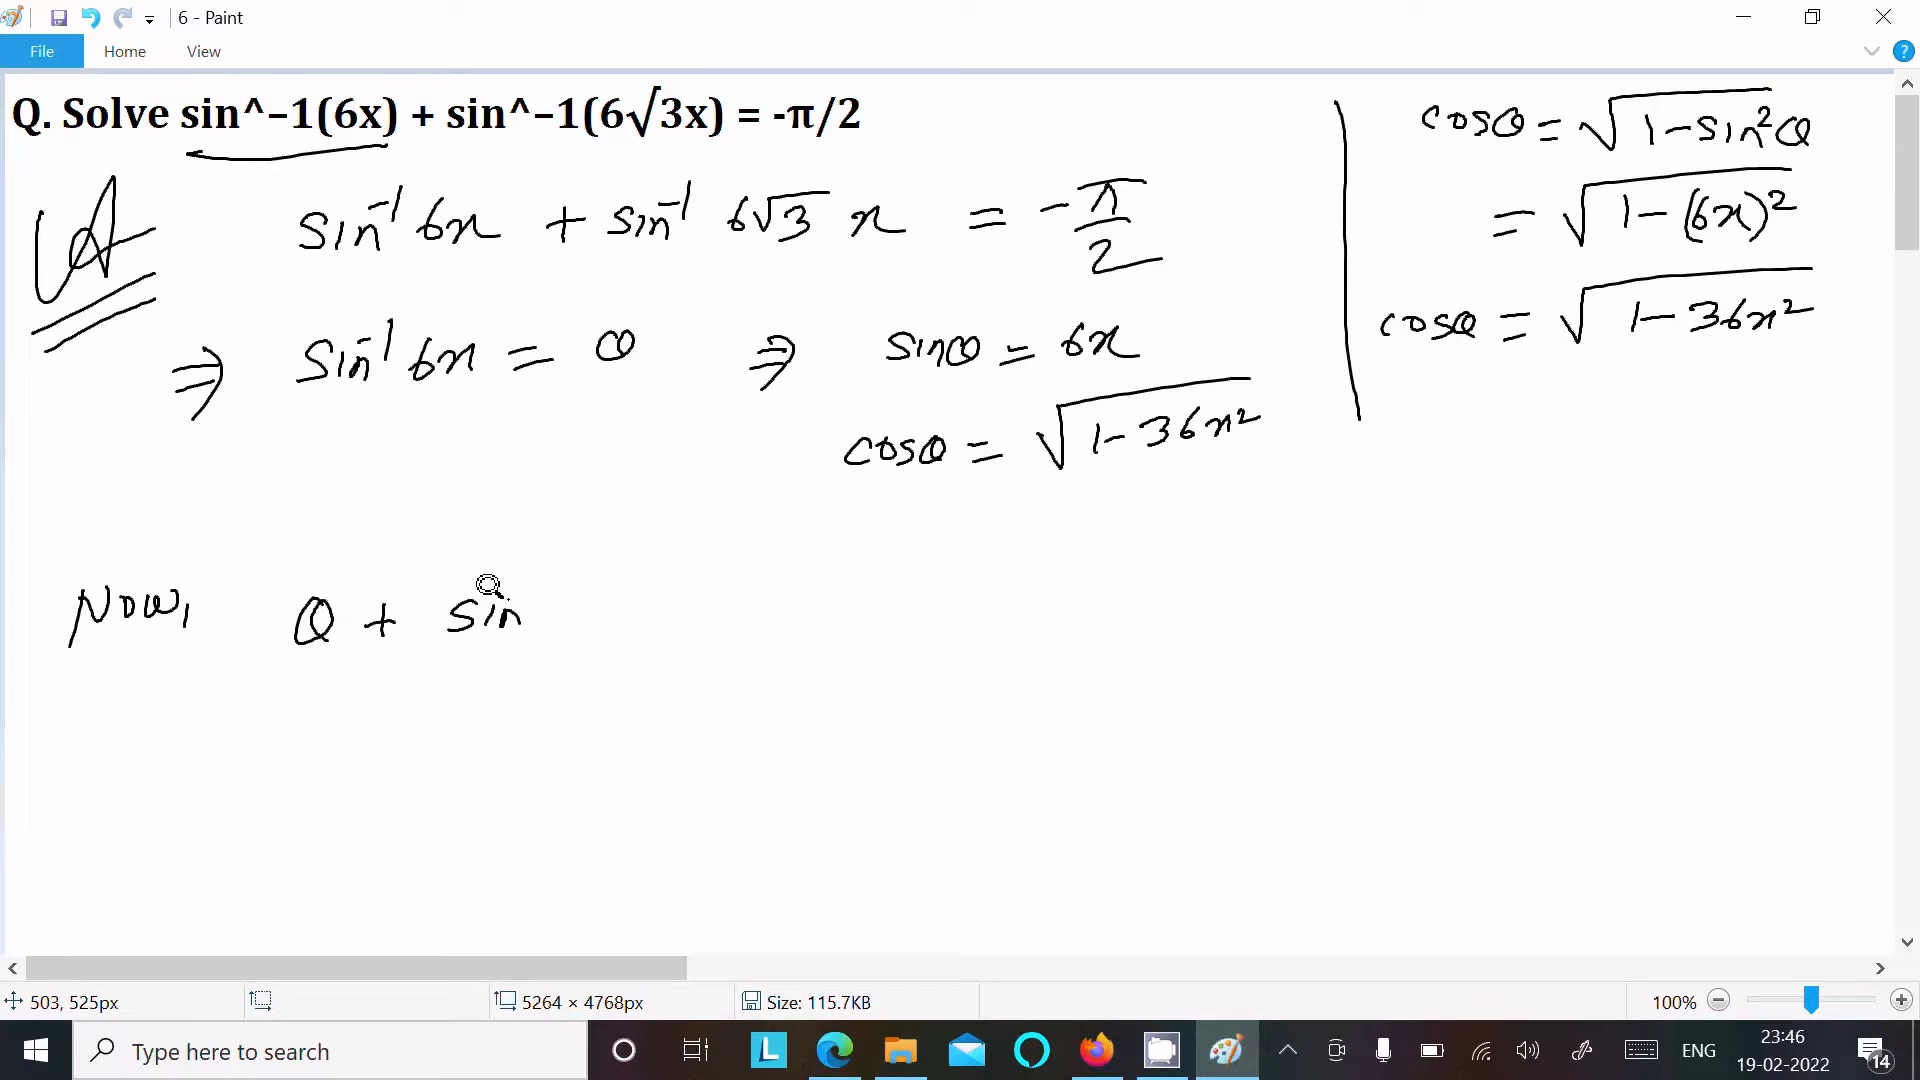 6 - Paint
File Home View
Q. Solve sin^−1(6x) + sin^−1(6√3x) = -π/2
sin⁻¹ 6x + sin⁻¹ 6√3 x = - π/2
⇒ sin⁻¹ 6x = θ ⇒ sinθ = 6x
cosθ = √1-36x²
cosθ = √1-sin²θ
= √1-(6x)²
cosθ = √1-36x²
Now, θ + sin
503, 525px 5264 × 4768px Size: 115.7KB 100%
Type here to search
L
ENG
23:46
19-02-2022
14